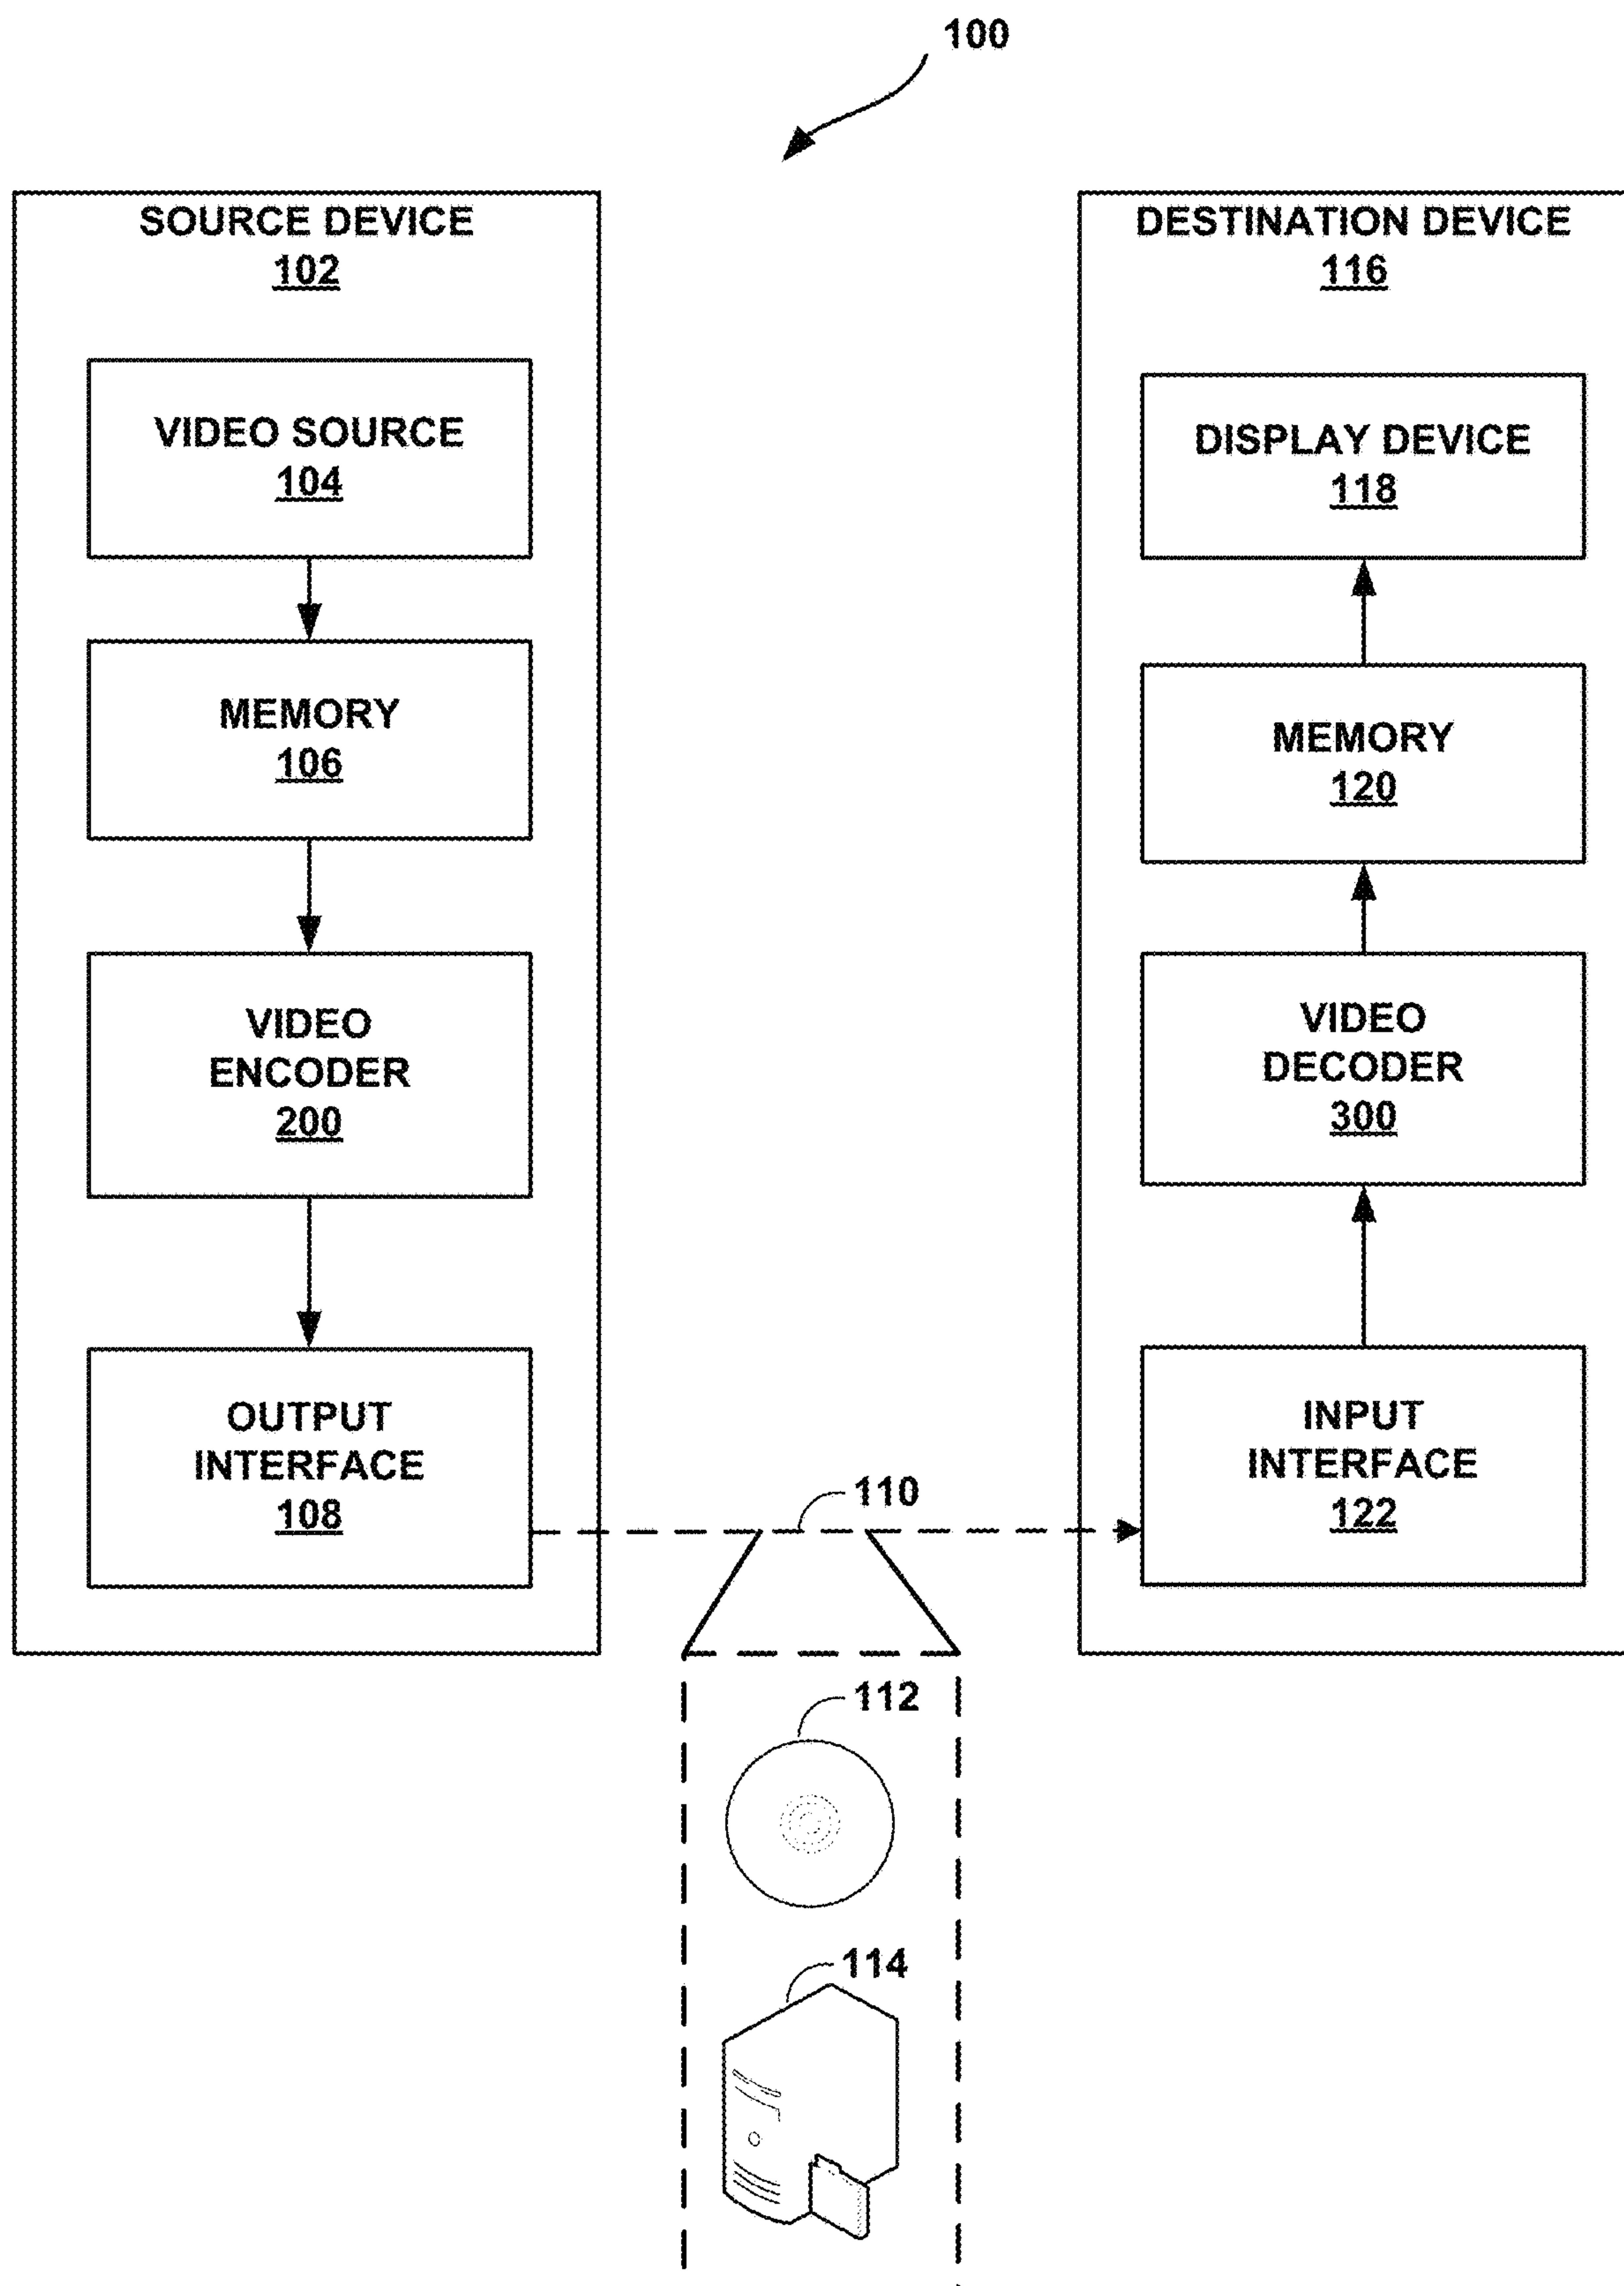 100
SOURCE DEVICE
102
VIDEO SOURCE
104
MEMORY
106
VIDEO
ENCODER
200
OUTPUT
INTERFACE
108
DESTINATION DEVICE
116
DISPLAY DEVICE
118
MEMORY
120
VIDEO
DECODER
300
INPUT
INTERFACE
122
110
112
114